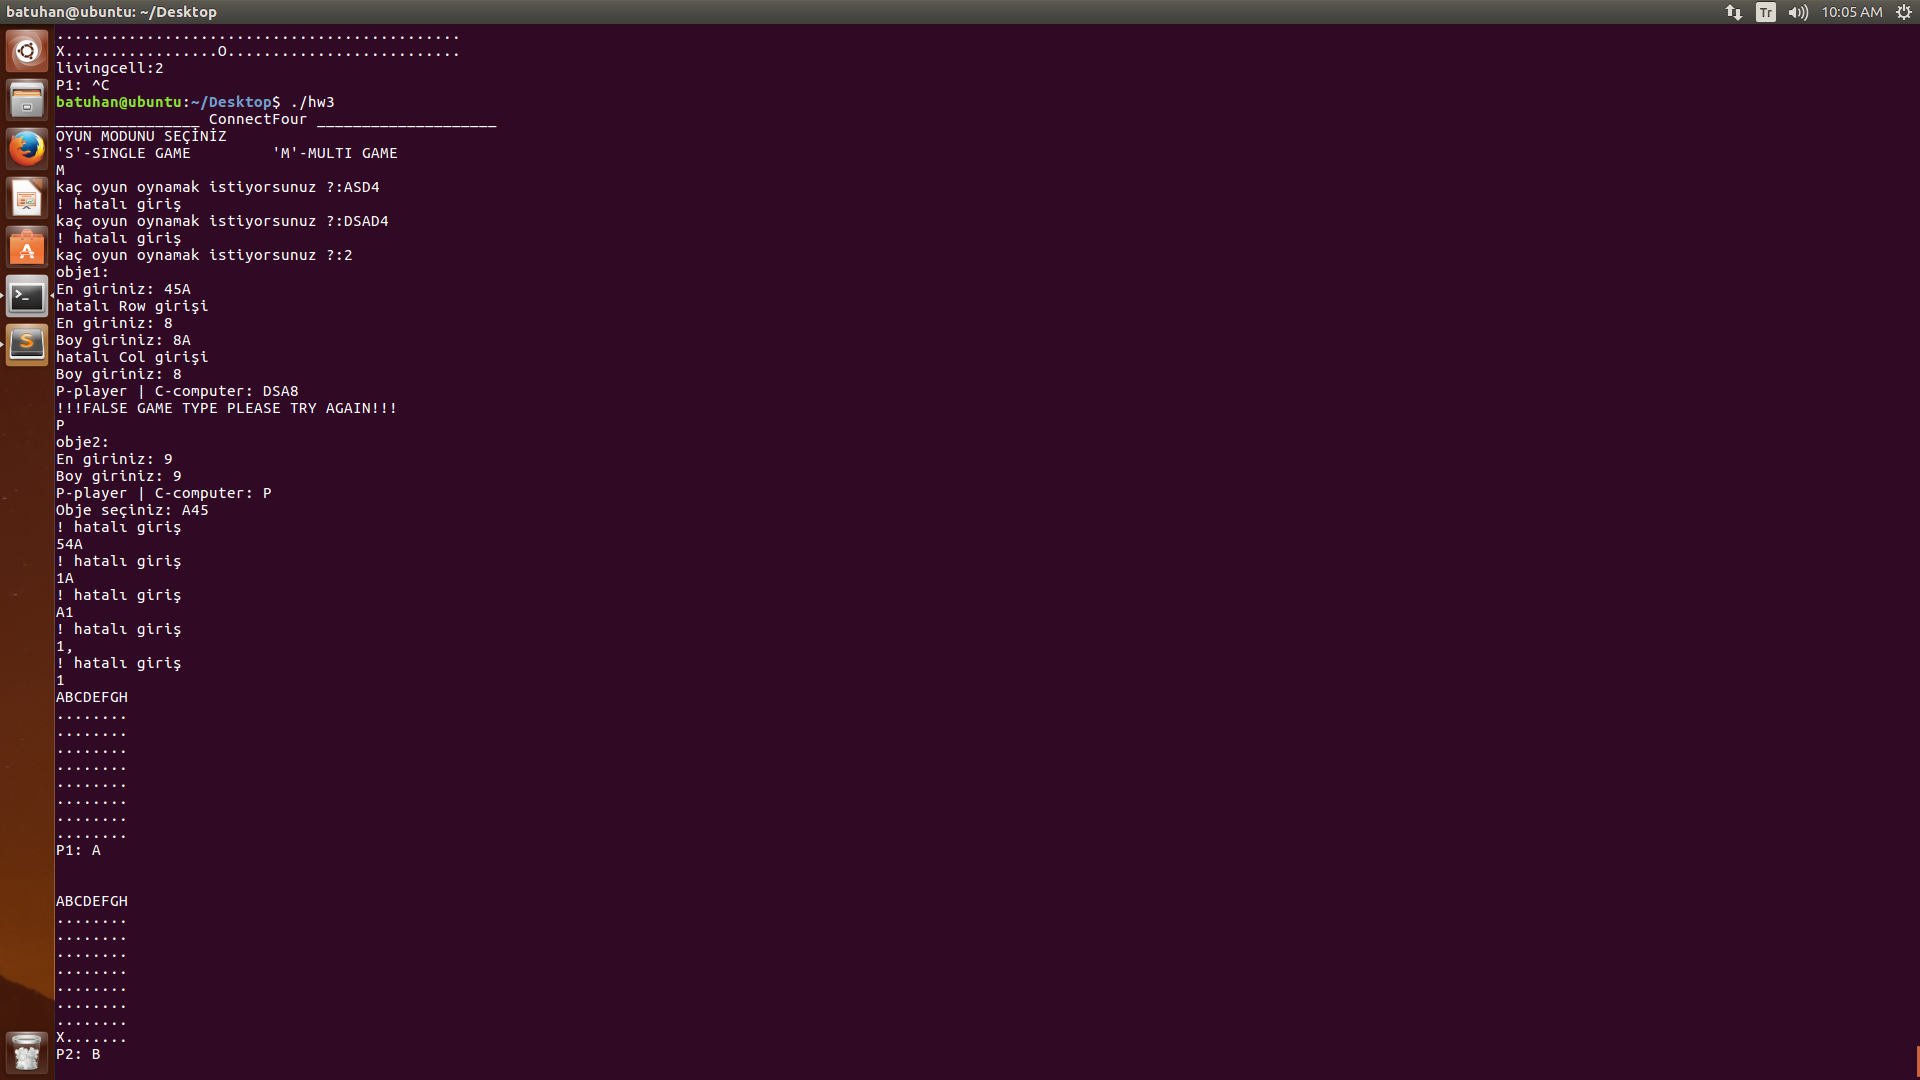 batuhan@ubuntu: ~/Desktop
Tr
10:05 AM
.............................................
X.................O..........................
livingcell:2
P1: ^C
batuhan@ubuntu:~/Desktop$ ./hw3
________________ ConnectFour ____________________
OYUN MODUNU SEÇİNİZ
'S'-SINGLE GAME         'M'-MULTI GAME
M
kaç oyun oynamak istiyorsunuz ?:ASD4
! hatalı giriş
kaç oyun oynamak istiyorsunuz ?:DSAD4
! hatalı giriş
kaç oyun oynamak istiyorsunuz ?:2
obje1:
En giriniz: 45A
hatalı Row girişi
En giriniz: 8
Boy giriniz: 8A
hatalı Col girişi
Boy giriniz: 8
P-player | C-computer: DSA8
!!!FALSE GAME TYPE PLEASE TRY AGAIN!!!
P
obje2:
En giriniz: 9
Boy giriniz: 9
P-player | C-computer: P
Obje seçiniz: A45
! hatalı giriş
54A
! hatalı giriş
1A
! hatalı giriş
A1
! hatalı giriş
1,
! hatalı giriş
1
ABCDEFGH
........
........
........
........
........
........
........
........
P1: A
ABCDEFGH
........
........
........
........
........
........
........
X.......
P2: B